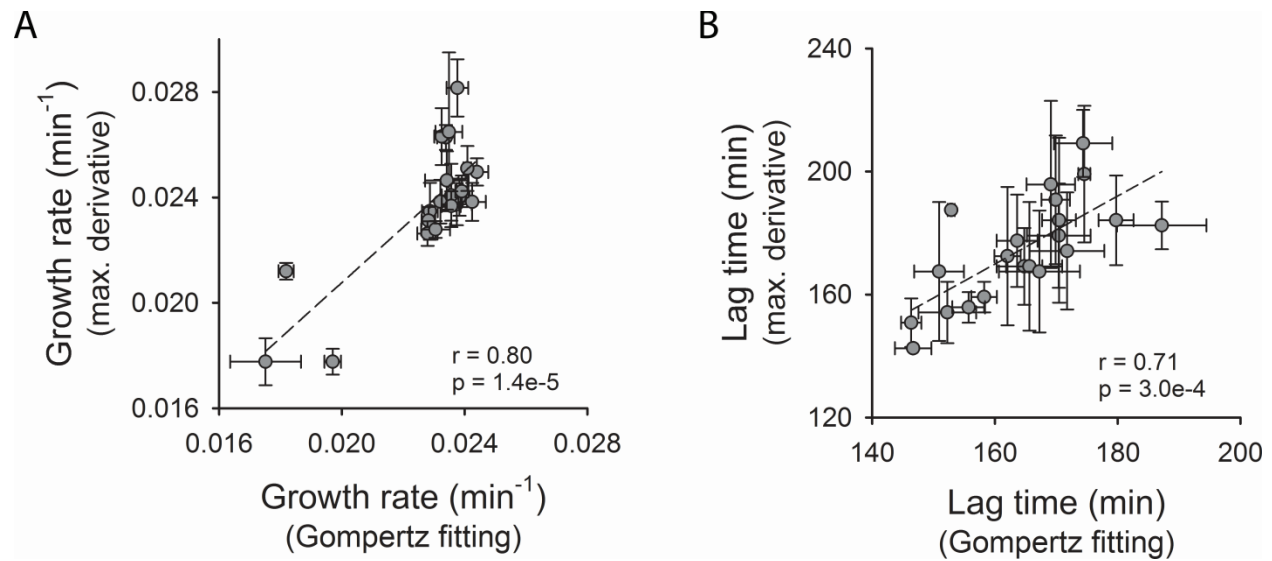 A
Growth rate (min⁻¹)
(max. derivative)
0.028
0.024
0.020
0.016
r = 0.80
p = 1.4e-5
0.016
0.020
0.024
0.028
Growth rate (min⁻¹)
(Gompertz fitting)
B
Lag time (min)
(max. derivative)
240
200
160
120
r = 0.71
p = 3.0e-4
140
160
180
200
Lag time (min)
(Gompertz fitting)